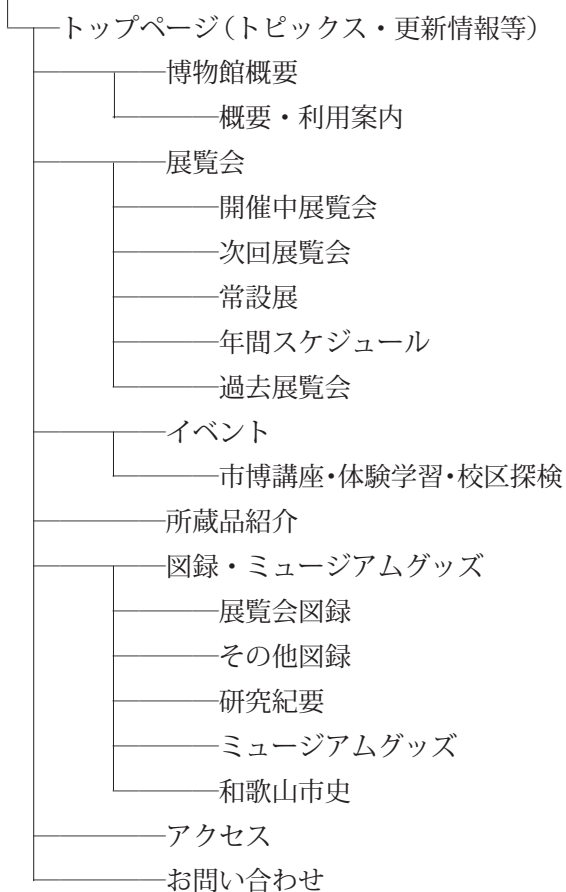 トップページ（トピックス・更新情報等）
博物館概要
概要・利用案内
展覧会
開催中展覧会
次回展覧会
常設展
年間スケジュール
過去展覧会
イベント
市博講座・体験学習・校区探検
所蔵品紹介
図録・ミュージアムグッズ
展覧会図録
その他図録
研究紀要
ミュージアムグッズ
和歌山市史
アクセス
お問い合わせ